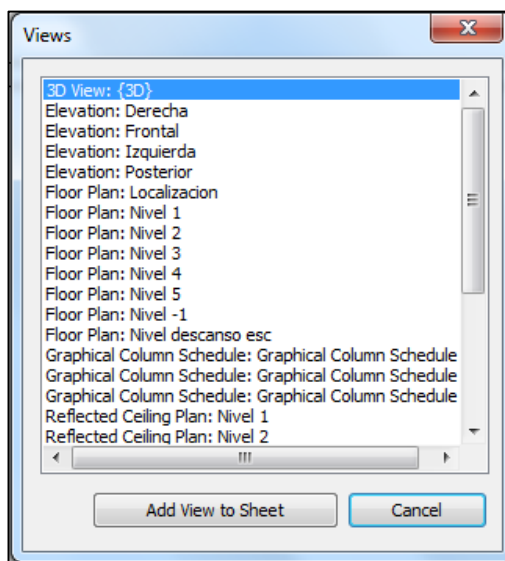 Views
3D View: {3D}
Elevation: Derecha
Elevation: Frontal
Elevation: Izquierda
Elevation: Posterior
Floor Plan: Localizacion
Floor Plan: Nivel 1
Floor Plan: Nivel 2
Floor Plan: Nivel 3
Floor Plan: Nivel 4
Floor Plan: Nivel 5
Floor Plan: Nivel -1
Floor Plan: Nivel descanso esc
Graphical Column Schedule: Graphical Column Schedule
Graphical Column Schedule: Graphical Column Schedule
Graphical Column Schedule: Graphical Column Schedule
Reflected Ceiling Plan: Nivel 1
Reflected Ceiling Plan: Nivel 2
Add View to Sheet Cancel